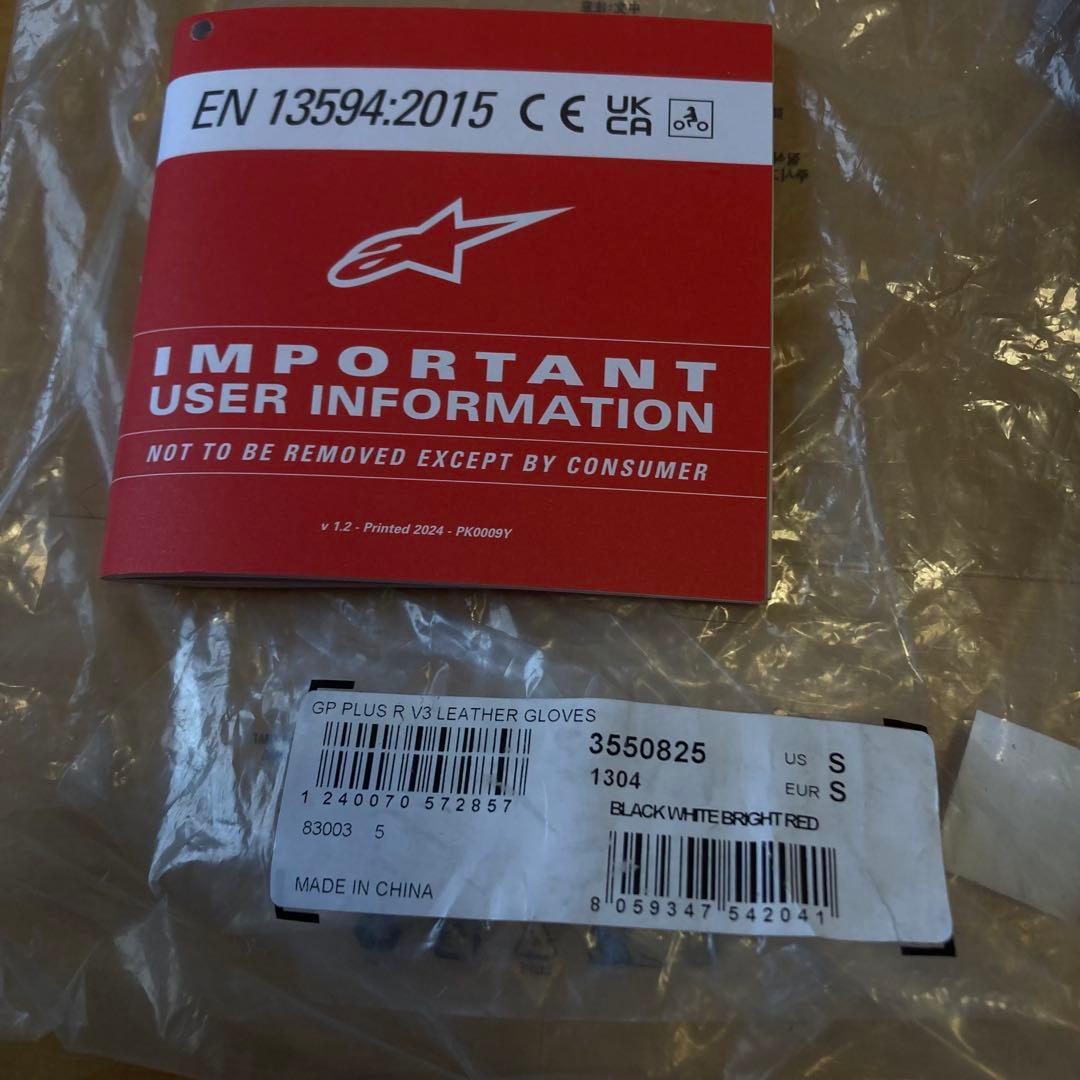 EN 13594:2015 CE UK CA
IMPORTANT
USER INFORMATION
NOT TO BE REMOVED EXCEPT BY CONSUMER
v 1.2 - Printed 2024 - PK0009Y
GP PLUS R V3 LEATHER GLOVES
1 240070 572857
83003 5
MADE IN CHINA
3550825
1304
US S
EUR S
BLACK WHITE BRIGHT RED
8 059347 542041